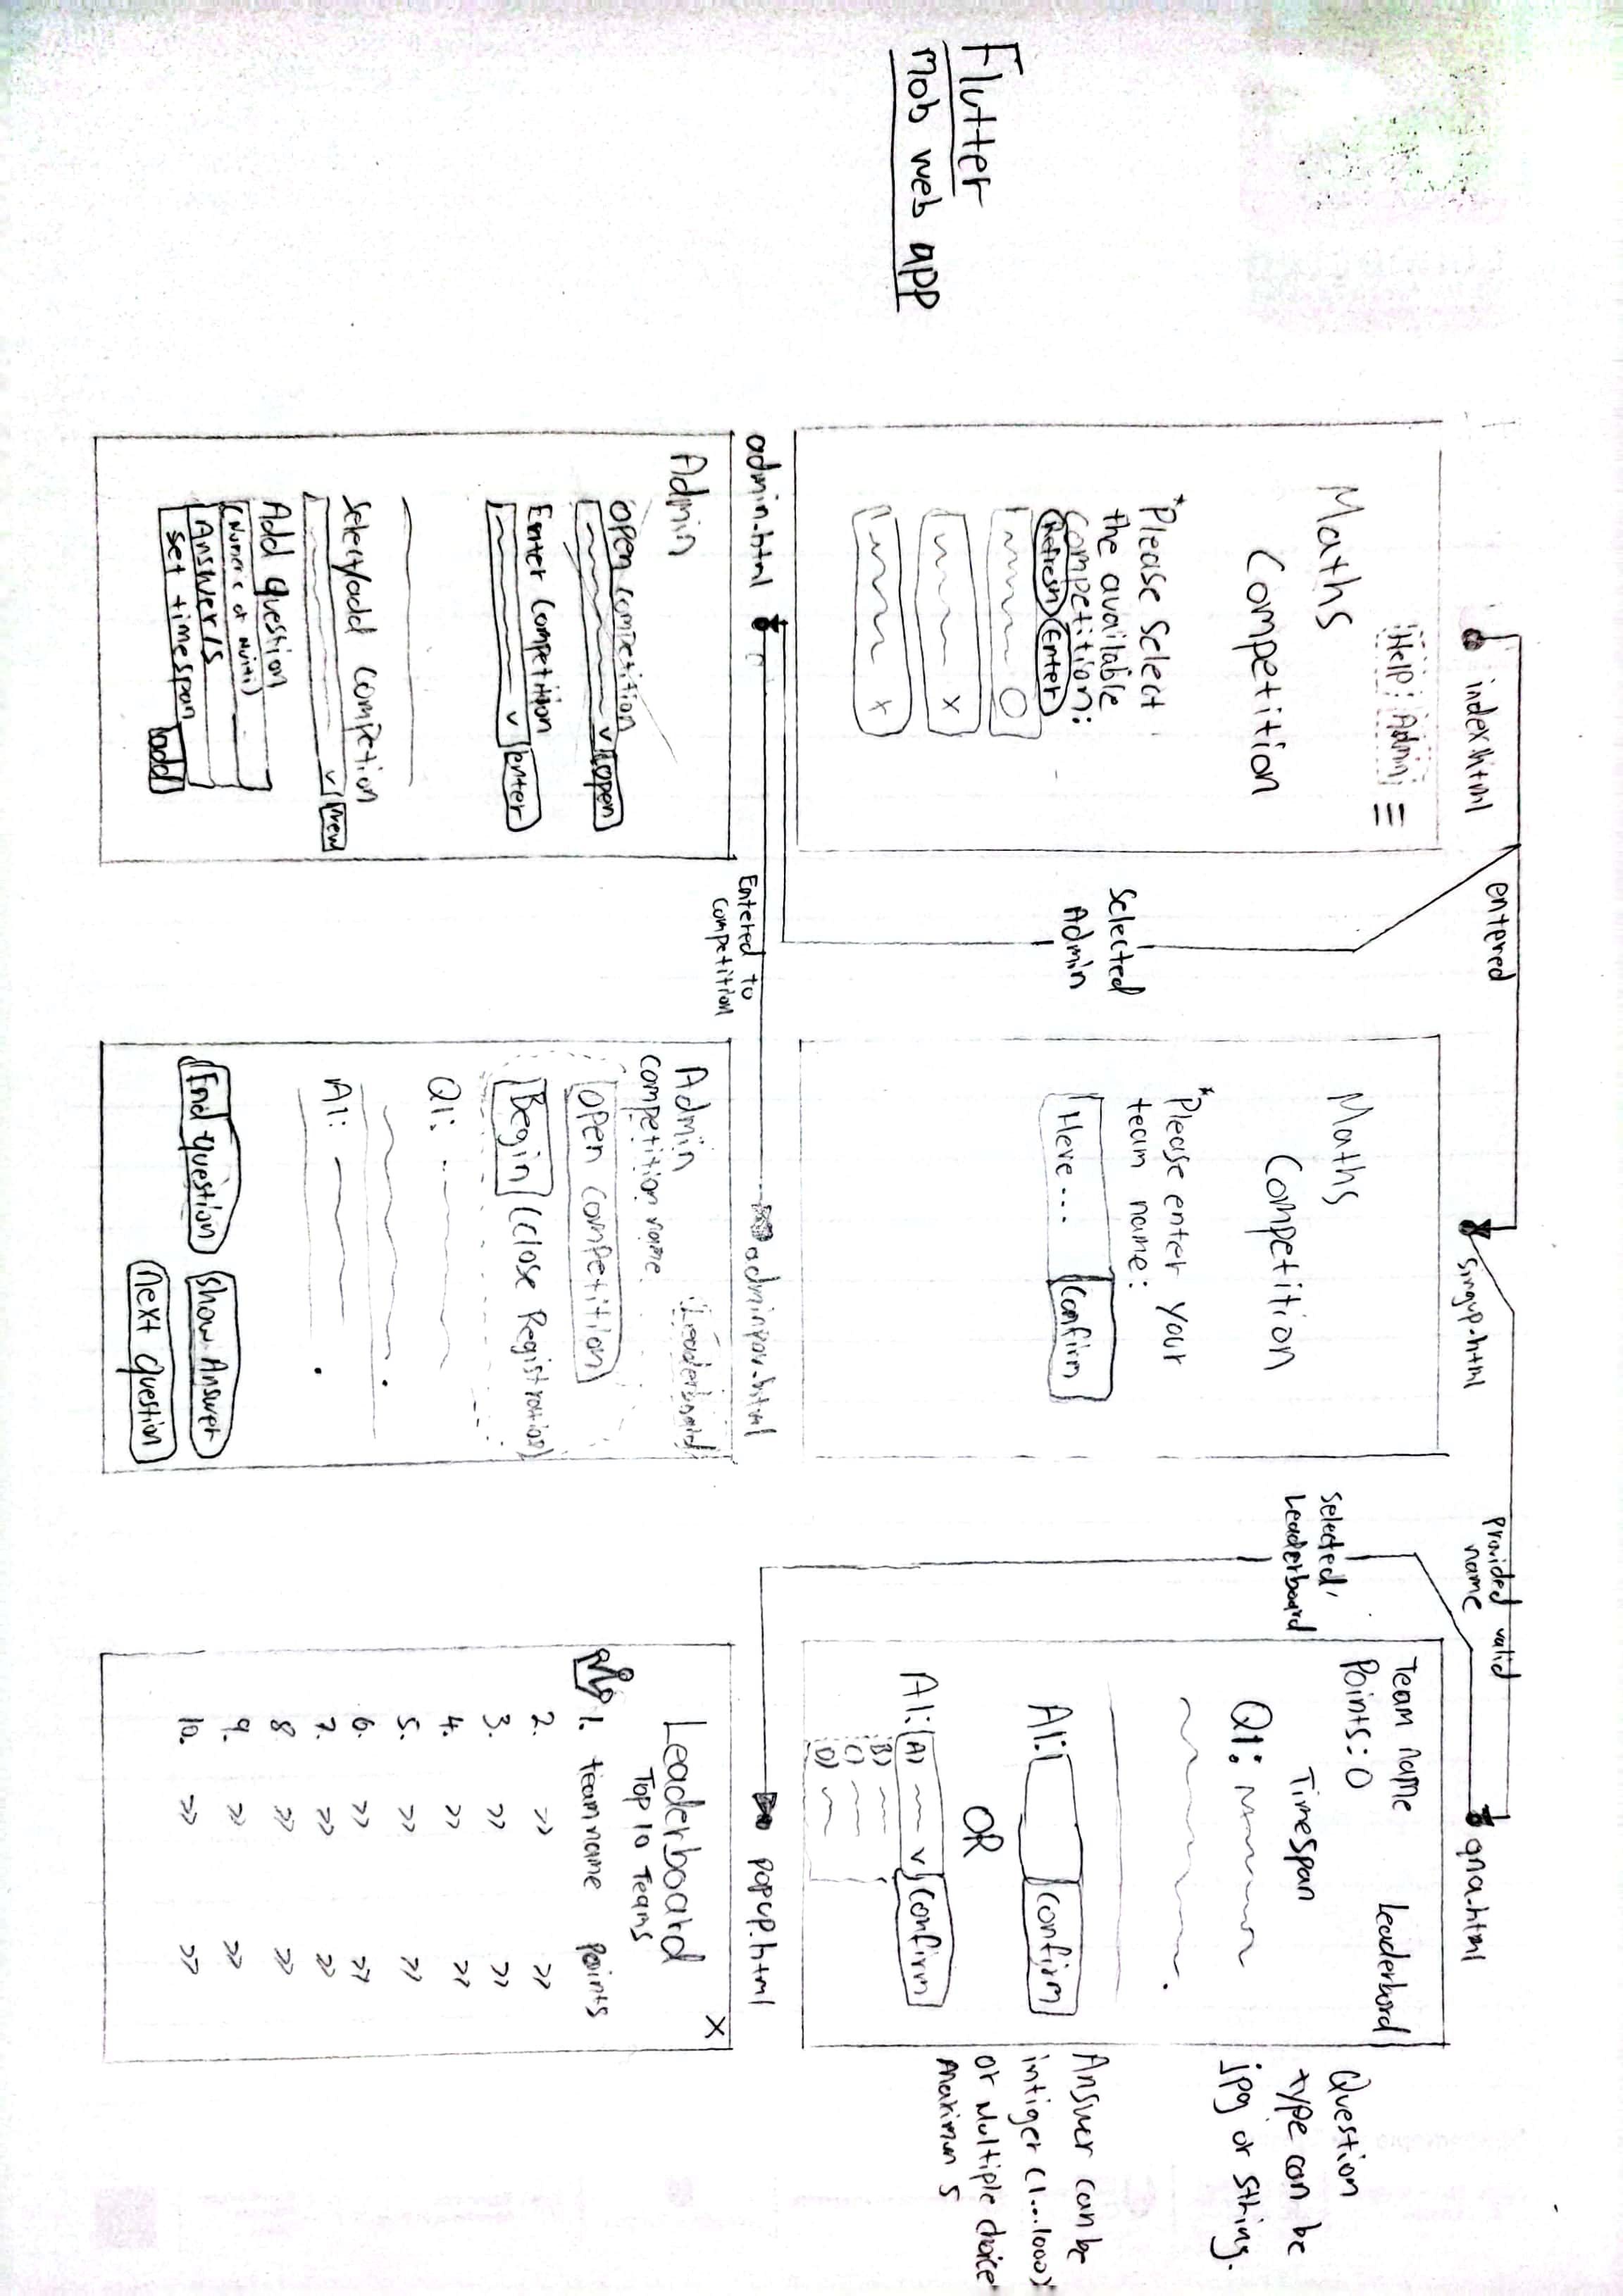 Flutter
mob web app
index.html
entered
singup.html
Provided valid
name
qna.html
Help
Admin
Maths
Competition
*Please Select
the available
competition:
Refresh
Enter
O
x
x
Selected
Admin
Maths
Competition
*Please enter your
team name:
Here ...
Confirm
Selected
Leaderboard
Team name
Leaderbord
Points: 0
Timespan
Q1:
A1:
Confirm
OR
A1:
A)
v
Confirm
B)
C)
D)
Question
type can be
jpg or String.
Answer can be
intiger (1...1000)
or Multiple choice
Maximum 5
admin.html
Entered to
competition
adminpov.html
popup.html
Admin
Open competition
v
Open
Enter Competition
v
enter
Select/add Competion
v
new
Add Question
(Numeric or Multi)
Answer/s
Set timespan
add
Admin
Leaderboard
Competition name
Open competition
Begin
(Close Registration)
Q1:
A1:
End question
Show Answer
next question
X
Leaderboard
Top 10 Teams
1. team name points
2. >> >>
3. >> >>
4. >> >>
5. >> >>
6. >> >>
7. >> >>
8 >> >>
9. >> >>
10. >> >>